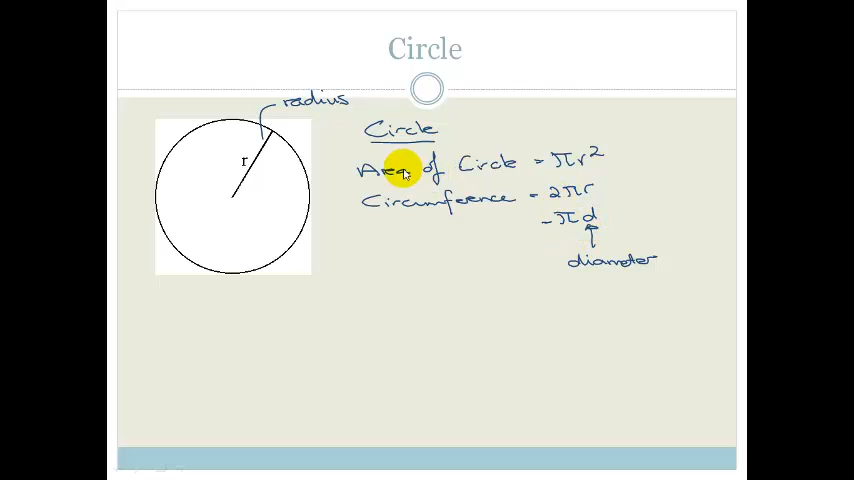 Circle
radius
r
Circle
Area of Circle = πr²
Circumference = 2πr
= πd
diameter